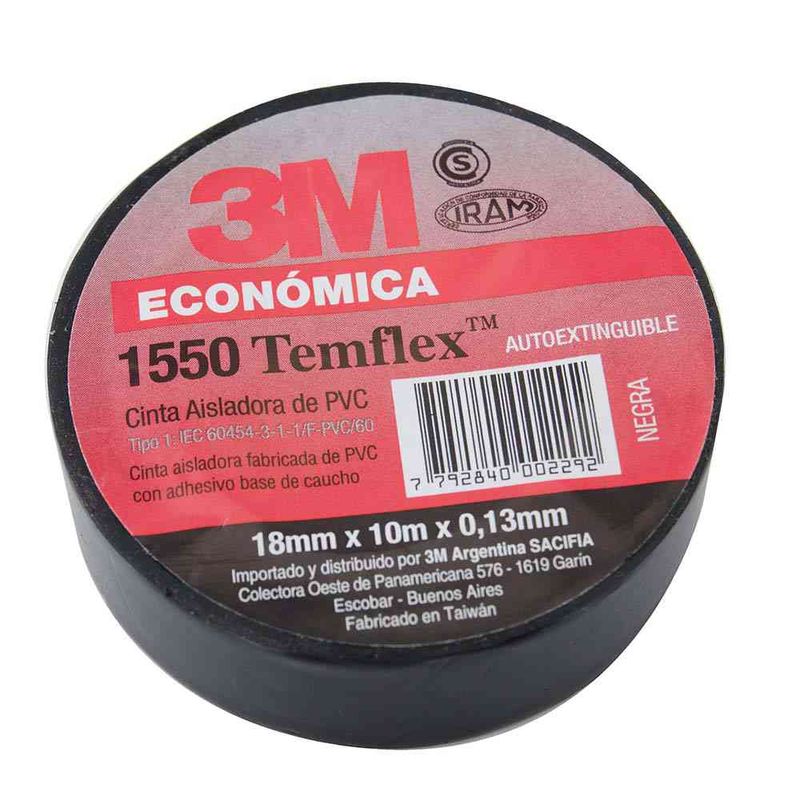 3M
S
IRAM
ECONÓMICA
1550 Temflex™
AUTOEXTINGUIBLE
NEGRA
Cinta Aisladora de PVC
Tipo 1: IEC 60454-3-1-1/F-PVC/60
Cinta aisladora fabricada de PVC
con adhesivo base de caucho
7 792840 002292
18mm x 10m x 0,13mm
Importado y distribuido por 3M Argentina SACIFIA
Colectora Oeste de Panamericana 576 - 1619 Garín
Escobar - Buenos Aires
Fabricado en Taiwán